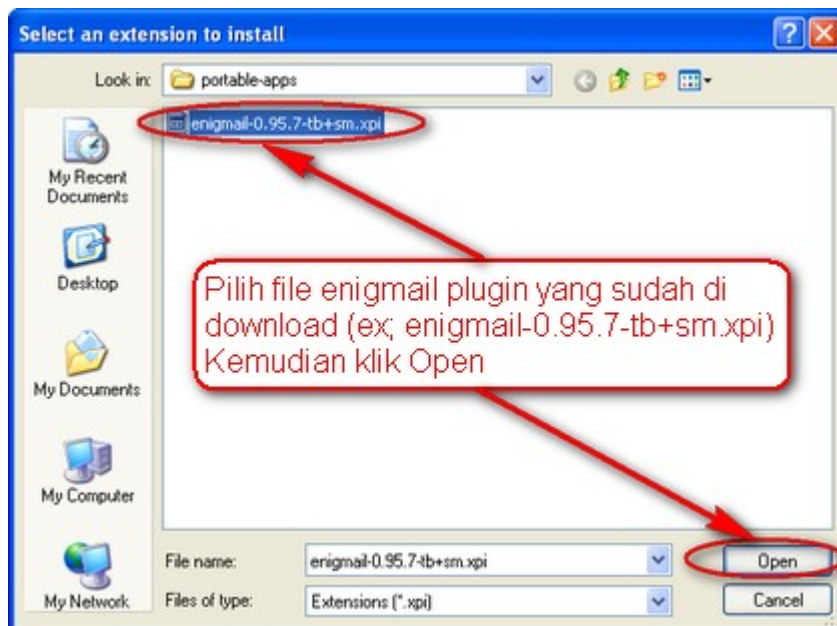 Select an extension to install
Look in:
portable-apps
enigmail-0.95.7-tb+sm.xpi
My Recent
Documents
Desktop
My Documents
My Computer
My Network
Pilih file enigmail plugin yang sudah di
download (ex; enigmail-0.95.7-tb+sm.xpi)
Kemudian klik Open
File name:
enigmail-0.95.7-tb+sm.xpi
Open
Files of type:
Extensions (*.xpi)
Cancel